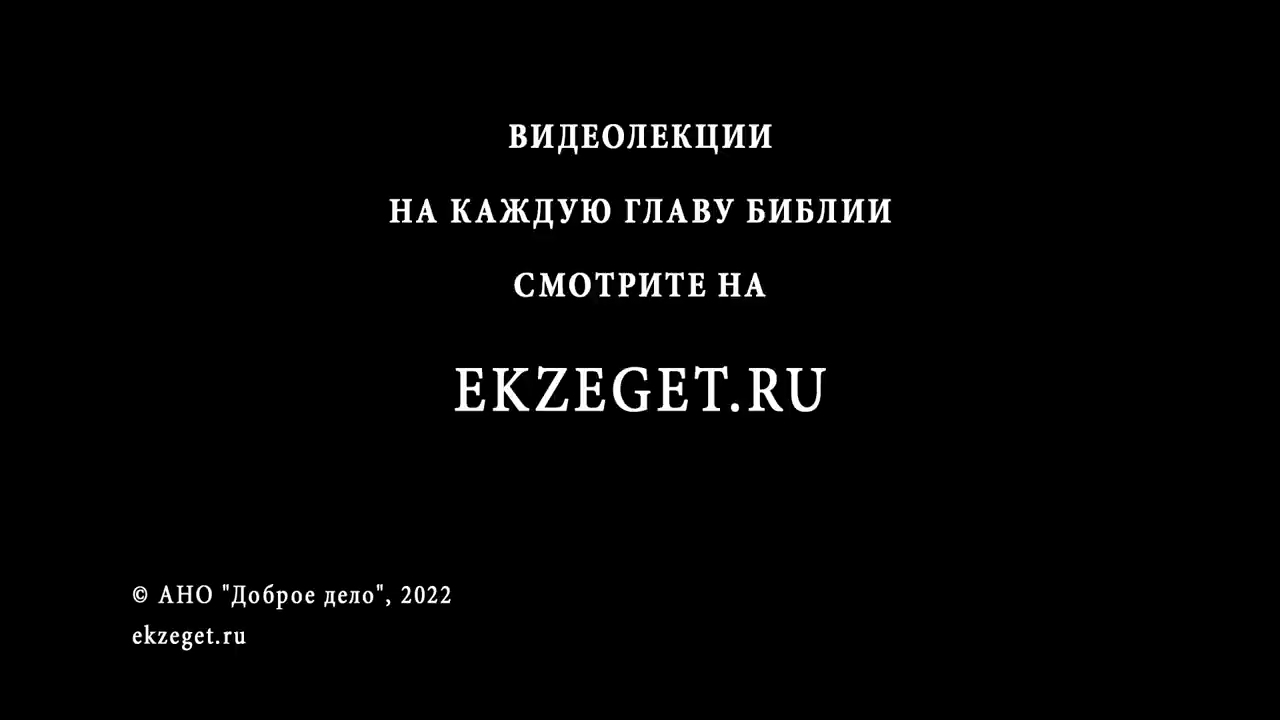 ВИДЕОЛЕКЦИИ
НА КАЖДУЮ ГЛАВУ БИБЛИИ
СМОТРИТЕ НА
EKZEGET.RU
© АНО "Доброе дело", 2022
ekzeget.ru